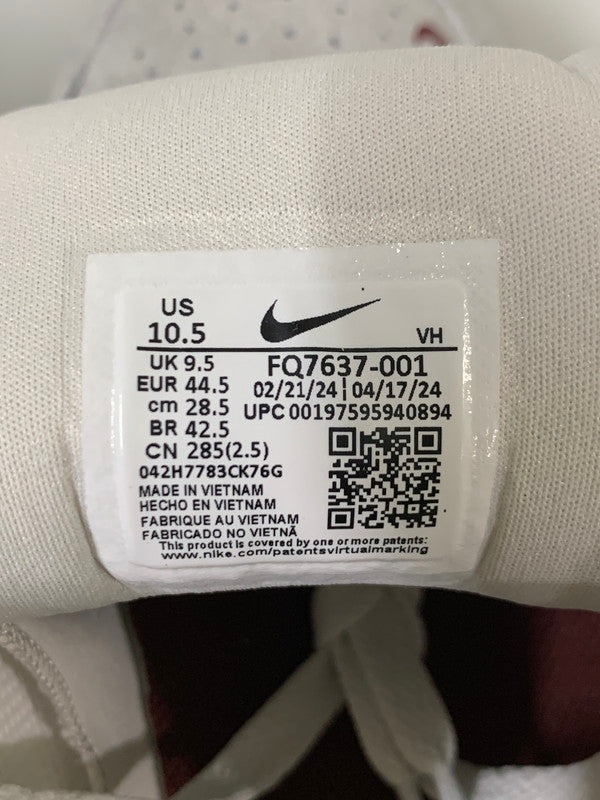 US
10.5
VH
UK 9.5
FQ7637-001
EUR 44.5
02/21/24 | 04/17/24
cm 28.5
UPC 00197595940894
BR 42.5
CN 285(2.5)
042H7783CK76G
MADE IN VIETNAM
HECHO EN VIETNAM
FABRIQUE AU VIETNAM
FABRICADO NO VIETNÃ
This product is covered by one or more patents:
www.nike.com/patentsvirtualmarking